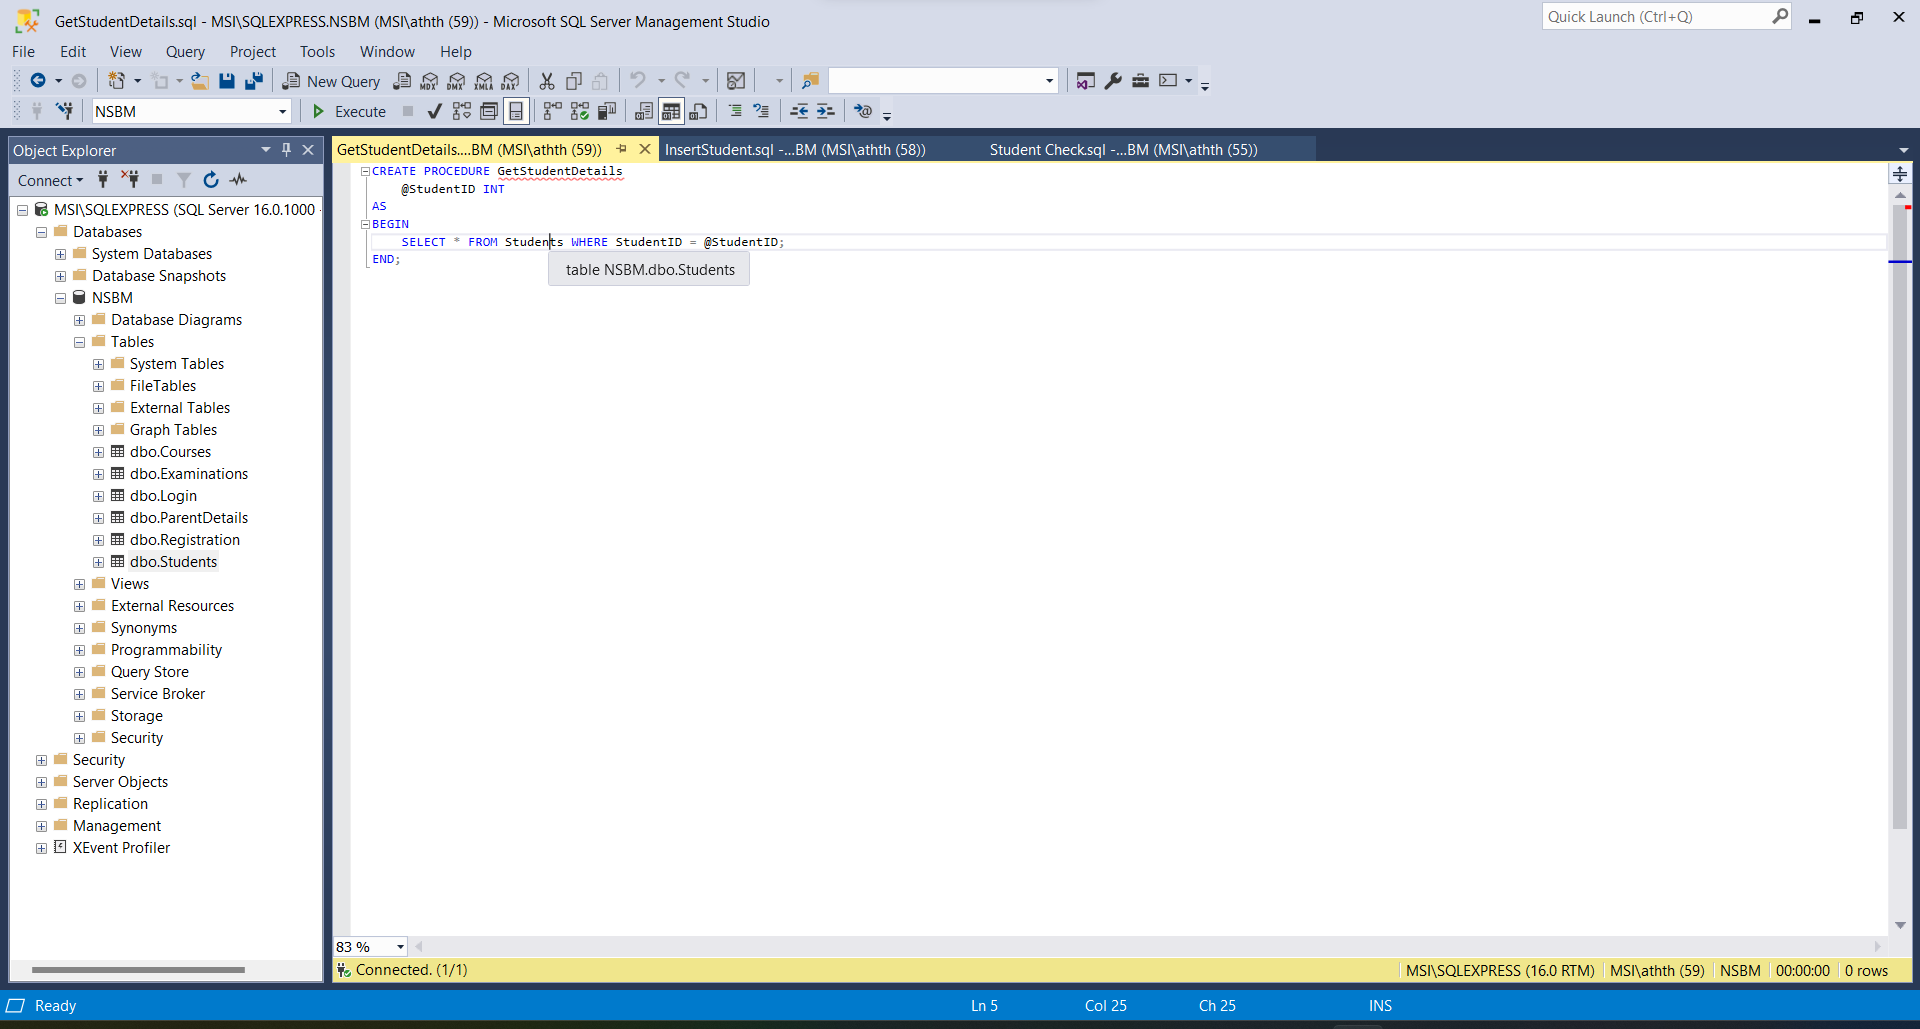 GetStudentDetails.sql - MSI\SQLEXPRESS.NSBM (MSI\athth (59)) - Microsoft SQL Server Management Studio
Quick Launch (Ctrl+Q)
File Edit View Query Project Tools Window Help
New Query MDX DMX XMLA DAX
NSBM Execute
Object Explorer
GetStudentDetails....BM (MSI\athth (59)) InsertStudent.sql -...BM (MSI\athth (58)) Student Check.sql -...BM (MSI\athth (55))
Connect
MSI\SQLEXPRESS (SQL Server 16.0.1000 -
Databases
System Databases
Database Snapshots
NSBM
Database Diagrams
Tables
System Tables
FileTables
External Tables
Graph Tables
dbo.Courses
dbo.Examinations
dbo.Login
dbo.ParentDetails
dbo.Registration
dbo.Students
Views
External Resources
Synonyms
Programmability
Query Store
Service Broker
Storage
Security
Security
Server Objects
Replication
Management
XEvent Profiler
CREATE PROCEDURE GetStudentDetails
@StudentID INT
AS
BEGIN
SELECT * FROM Students WHERE StudentID = @StudentID;
END;
table NSBM.dbo.Students
83 %
Connected. (1/1) MSI\SQLEXPRESS (16.0 RTM) MSI\athth (59) NSBM 00:00:00 0 rows
Ready Ln 5 Col 25 Ch 25 INS